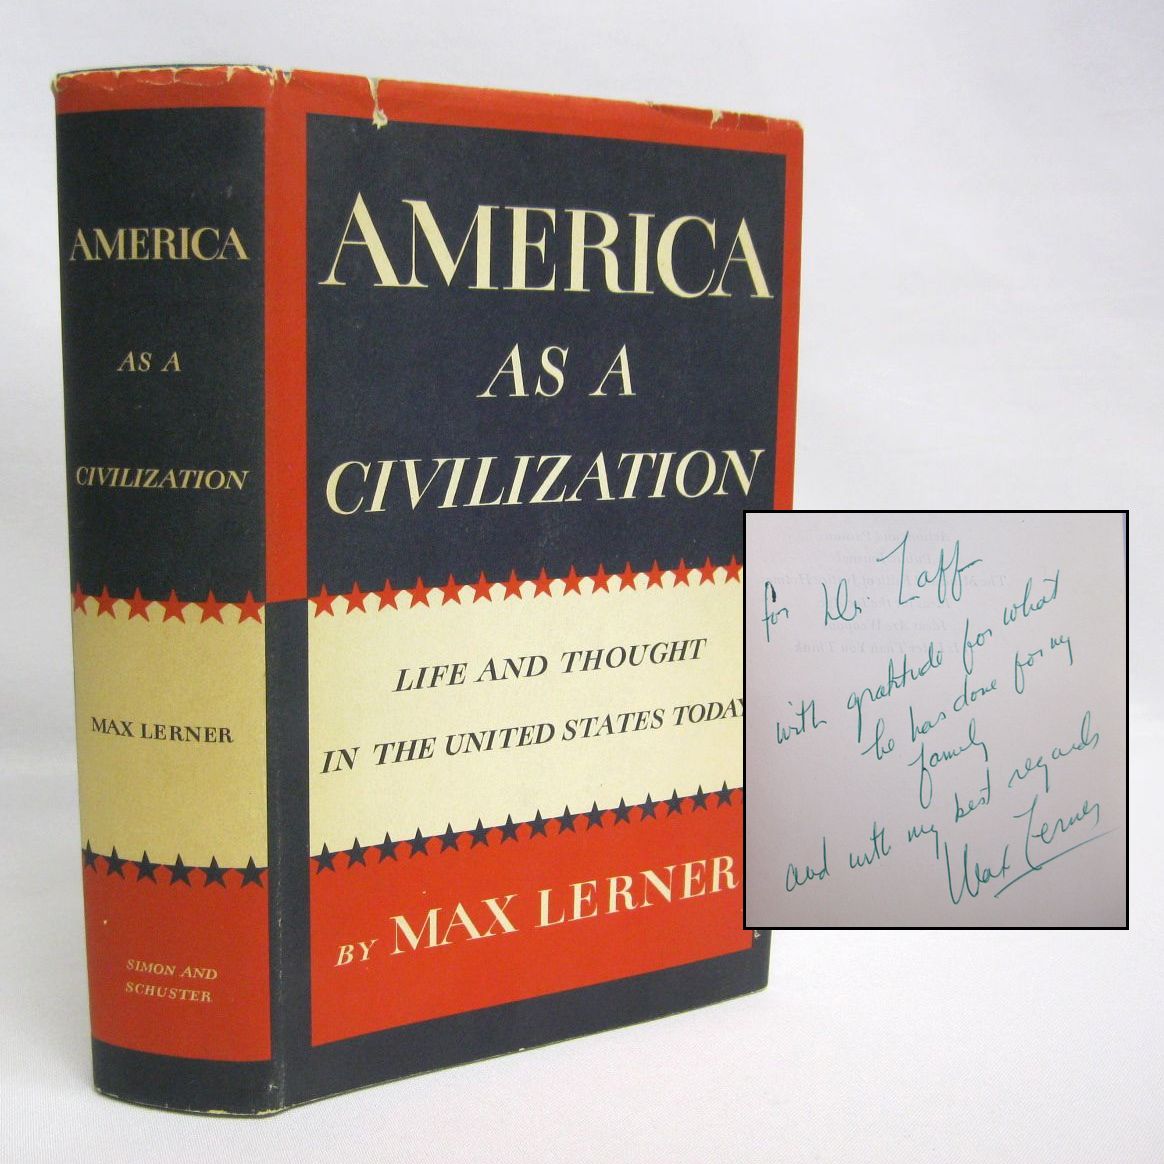 AMERICA
AS A
CIVILIZATION
MAX LERNER
SIMON AND
SCHUSTER
AMERICA
AS A
CIVILIZATION
LIFE AND THOUGHT
IN THE UNITED STATES TODAY
BY MAX LERNER
for Dr. Zaff
with gratitude for what
he has done for my
family
and with my best regards
Max Lerner